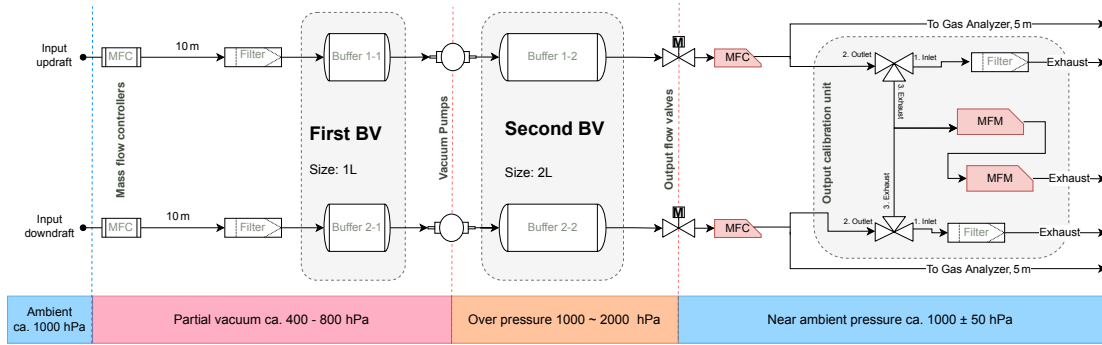 To Gas Analyzer, 5 m
Input
updraft
MFC
10 m
Filter
Buffer 1-1
Buffer 1-2
M
MFC
2. Outlet
1. Inlet
Filter
Exhaust
Mass flow controllers
First BV
Size: 1L
Vacuum Pumps
Second BV
Size: 2L
Output flow valves
Output calibration unit
3. Exhaust
MFM
MFM
Exhaust
3. Exhaust
Input
downdraft
MFC
10 m
Filter
Buffer 2-1
Buffer 2-2
M
MFC
2. Outlet
1. Inlet
Filter
Exhaust
To Gas Analyzer, 5 m
Ambient
ca. 1000 hPa
Partial vacuum ca. 400 - 800 hPa
Over pressure 1000 ~ 2000 hPa
Near ambient pressure ca. 1000 ± 50 hPa